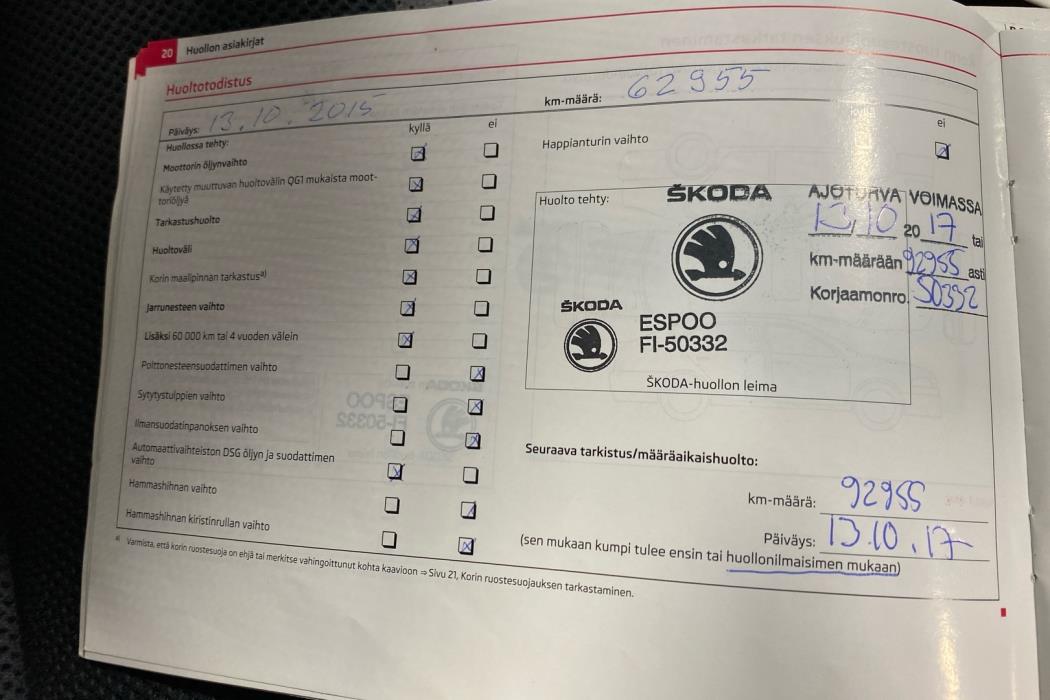 20 Huollon asiakirjat
Huoltotodistus
Päiväys: 13.10.2015
km-määrä: 62955
Huollossa tehty:
kyllä ei
Moottorin öljynvaihto
Käytetty muuttuvan huoltovälin QG1 mukaista moot-
toriöljyä
Tarkastushuolto
Huoltoväli
Korin maalipinnan tarkastusa)
Jarrunesteen vaihto
Lisäksi 60 000 km tai 4 vuoden välein
Polttonesteensuodattimen vaihto
Sytytystulppien vaihto
Ilmansuodatinpanoksen vaihto
Automaattivaihteiston DSG öljyn ja suodattimen
vaihto
Hammashihnan vaihto
Hammashihnan kiristinrullan vaihto
ei
Happianturin vaihto
Huolto tehty:
ŠKODA
ŠKODA
ESPOO
FI-50332
ŠKODA-huollon leima
AJOTURVA VOIMASSA
13.10 2017 tai
km-määrään 92955 asti
Korjaamonro. 50332
Seuraava tarkistus/määräaikaishuolto:
km-määrä: 92955
Päiväys: 13.10.17
(sen mukaan kumpi tulee ensin tai huollonilmaisimen mukaan)
a) Varmista, että korin ruostesuoja on ehjä tai merkitse vahingoittunut kohta kaavioon ⇒ Sivu 21, Korin ruostesuojauksen tarkastaminen.